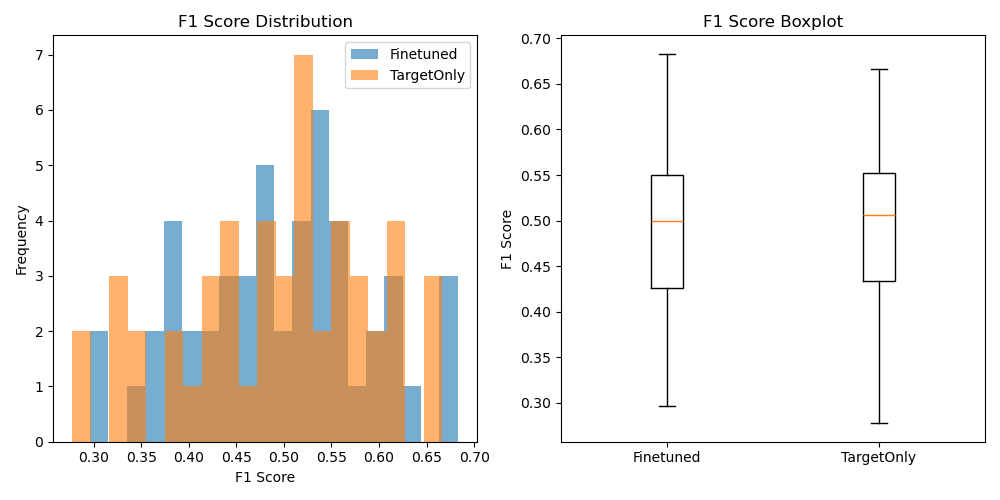 F1 Score Distribution
Finetuned
TargetOnly
Frequency
7
6
5
4
3
2
1
0
0.30 0.35 0.40 0.45 0.50 0.55 0.60 0.65 0.70
F1 Score
F1 Score Boxplot
F1 Score
0.70
0.65
0.60
0.55
0.50
0.45
0.40
0.35
0.30
Finetuned TargetOnly